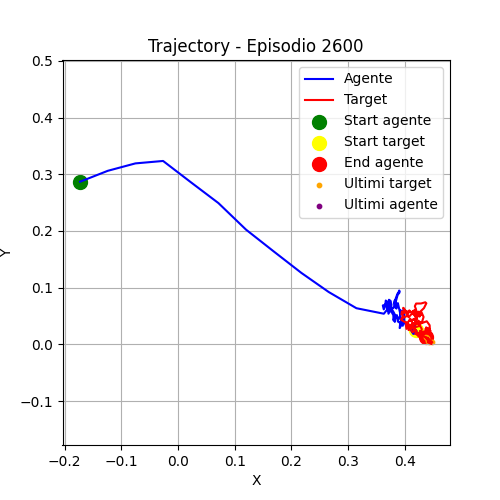 Trajectory - Episodio 2600
Agente
Target
Start agente
Start target
End agente
Ultimi target
Ultimi agente
0.5
0.4
0.3
0.2
0.1
0.0
−0.1
Y
−0.2
−0.1
0.0
0.1
0.2
0.3
0.4
X